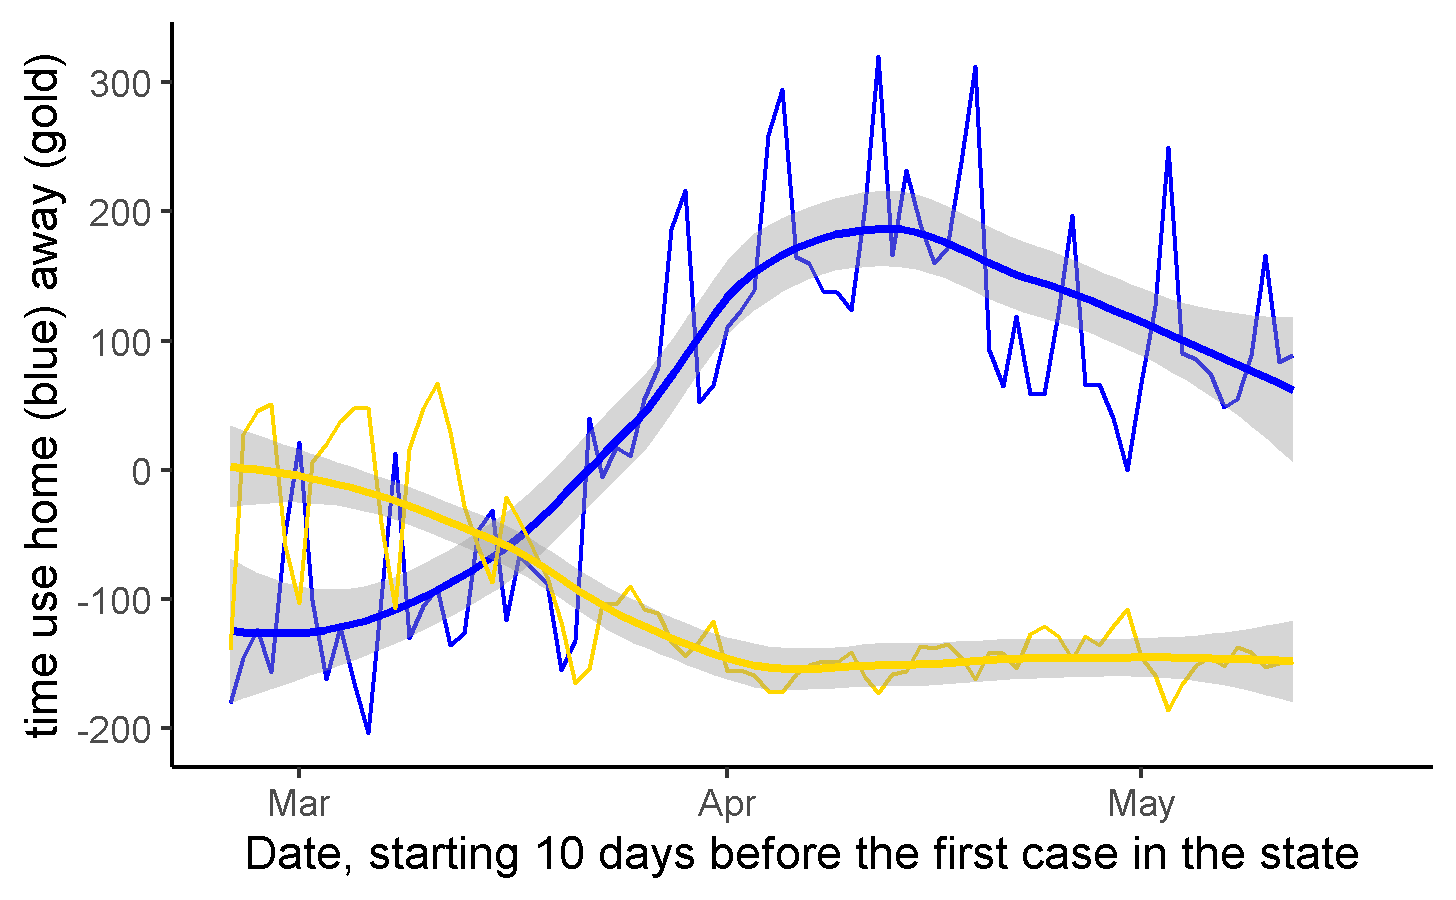 time use home (blue) away (gold)
300
200
100
0
-100
-200
Mar
Apr
May
Date, starting 10 days before the first case in the state